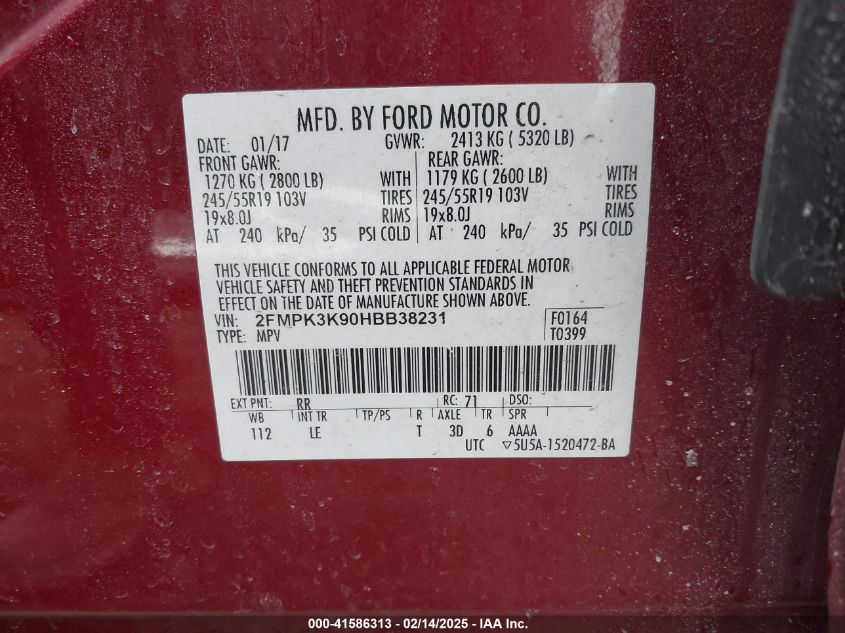 MFD. BY FORD MOTOR CO.
DATE: 01/17 GVWR: 2413 KG ( 5320 LB)
FRONT GAWR: REAR GAWR:
1270 KG ( 2800 LB) WITH 1179 KG ( 2600 LB) WITH
245/55R19 103V TIRES 245/55R19 103V TIRES
19x8.0J RIMS 19x8.0J RIMS
AT 240 kPa/ 35 PSI COLD AT 240 kPa/ 35 PSI COLD
THIS VEHICLE CONFORMS TO ALL APPLICABLE FEDERAL MOTOR
VEHICLE SAFETY AND THEFT PREVENTION STANDARDS IN
EFFECT ON THE DATE OF MANUFACTURE SHOWN ABOVE.
VIN: 2FMPK3K90HBB38231 F0164
TYPE: MPV T0399
EXT PNT: RR RC: 71 DSO:
WB INT TR TP/PS R AXLE TR SPR
112 LE T 3D 6 AAAA
UTC ▽5U5A-1520472-BA
000-41586313 - 02/14/2025 - IAAI.com